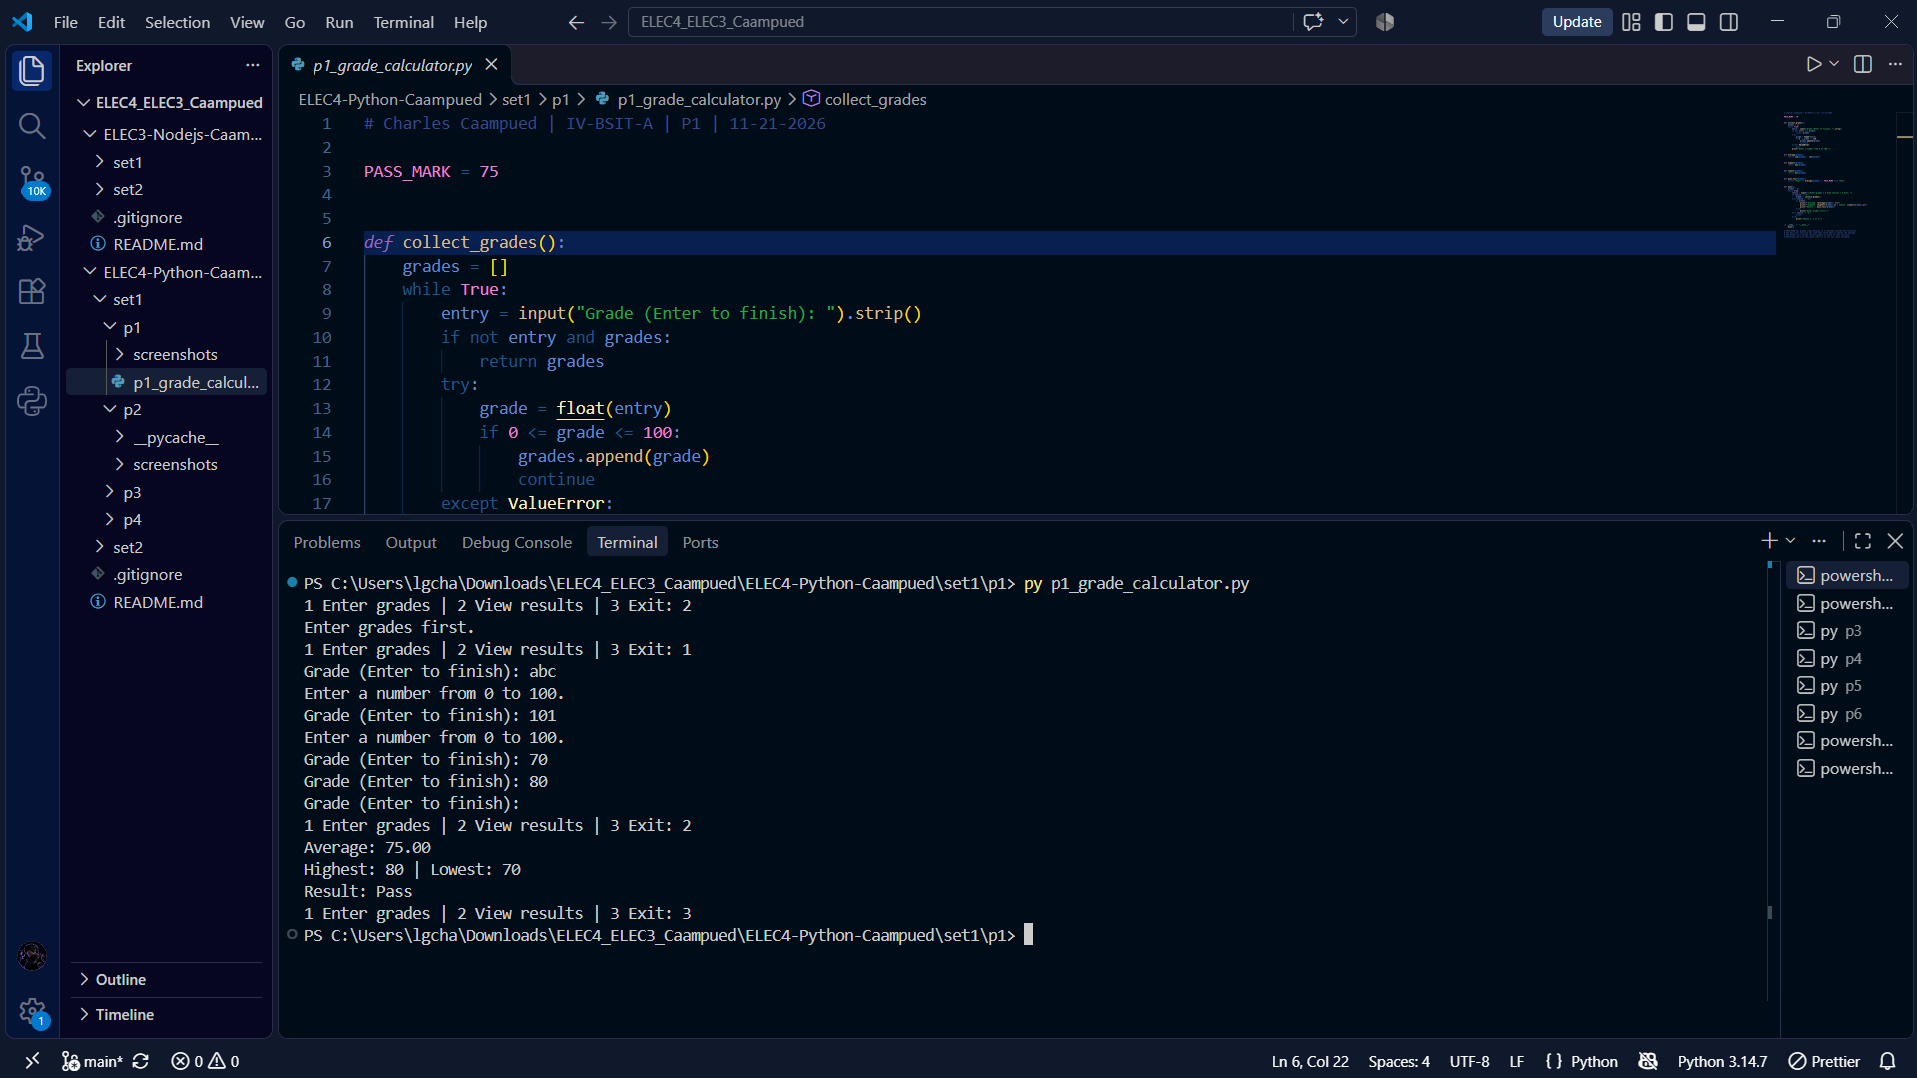 File Edit Selection View Go Run Terminal Help
ELEC4_ELEC3_Caampued
Update
Explorer
ELEC4_ELEC3_Caampued
ELEC3-Nodejs-Caam...
set1
set2
.gitignore
README.md
ELEC4-Python-Caam...
set1
p1
screenshots
p1_grade_calcul...
p2
__pycache__
screenshots
p3
p4
set2
.gitignore
README.md
Outline
Timeline
10K
1
p1_grade_calculator.py
ELEC4-Python-Caampued > set1 > p1 > p1_grade_calculator.py > collect_grades
1 # Charles Caampued | IV-BSIT-A | P1 | 11-21-2026
2
3 PASS_MARK = 75
4
5
6 def collect_grades():
7 grades = []
8 while True:
9 entry = input("Grade (Enter to finish): ").strip()
10 if not entry and grades:
11 return grades
12 try:
13 grade = float(entry)
14 if 0 <= grade <= 100:
15 grades.append(grade)
16 continue
17 except ValueError:
Problems Output Debug Console Terminal Ports
PS C:\Users\lgcha\Downloads\ELEC4_ELEC3_Caampued\ELEC4-Python-Caampued\set1\p1> py p1_grade_calculator.py
1 Enter grades | 2 View results | 3 Exit: 2
Enter grades first.
1 Enter grades | 2 View results | 3 Exit: 1
Grade (Enter to finish): abc
Enter a number from 0 to 100.
Grade (Enter to finish): 101
Enter a number from 0 to 100.
Grade (Enter to finish): 70
Grade (Enter to finish): 80
Grade (Enter to finish):
1 Enter grades | 2 View results | 3 Exit: 2
Average: 75.00
Highest: 80 | Lowest: 70
Result: Pass
1 Enter grades | 2 View results | 3 Exit: 3
PS C:\Users\lgcha\Downloads\ELEC4_ELEC3_Caampued\ELEC4-Python-Caampued\set1\p1>
powersh...
powersh...
py p3
py p4
py p5
py p6
powersh...
powersh...
main* 0 0
Ln 6, Col 22 Spaces: 4 UTF-8 LF {} Python Python 3.14.7 Prettier